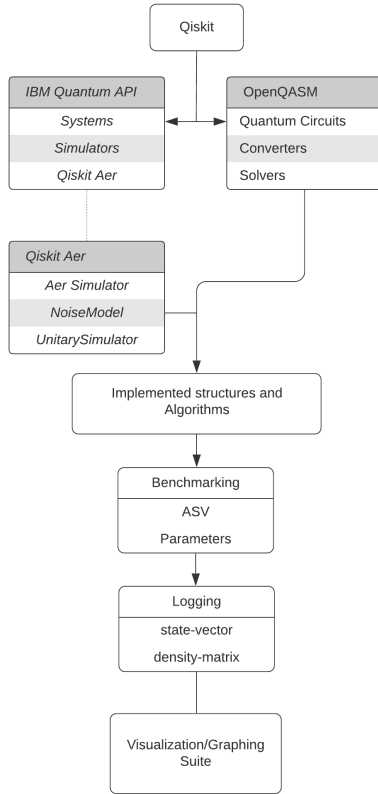 Qiskit
IBM Quantum API
Systems
Simulators
Qiskit Aer
OpenQASM
Quantum Circuits
Converters
Solvers
Qiskit Aer
Aer Simulator
NoiseModel
UnitarySimulator
Implemented structures and
Algorithms
Benchmarking
ASV
Parameters
Logging
state-vector
density-matrix
Visualization/Graphing
Suite